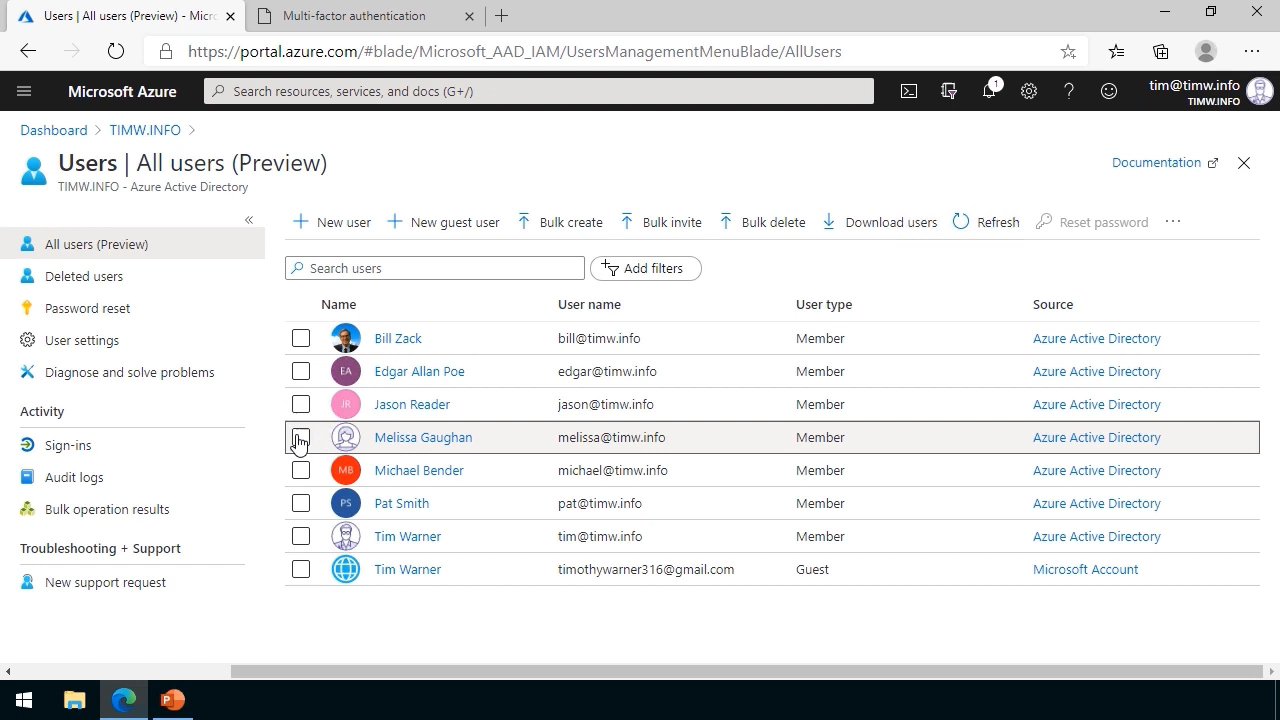 Users | All users (Preview) - Micr
Multi-factor authentication
https://portal.azure.com/#blade/Microsoft_AAD_IAM/UsersManagementMenuBlade/AllUsers
Microsoft Azure
Search resources, services, and docs (G+/)
1
tim@timw.info
TIMW.INFO
Dashboard > TIMW.INFO >
Users | All users (Preview)
TIMW.INFO - Azure Active Directory
Documentation
All users (Preview)
Deleted users
Password reset
User settings
Diagnose and solve problems
Activity
Sign-ins
Audit logs
Bulk operation results
Troubleshooting + Support
New support request
New user
New guest user
Bulk create
Bulk invite
Bulk delete
Download users
Refresh
Reset password
Search users
Add filters
Name User name User type Source
Bill Zack bill@timw.info Member Azure Active Directory
EA Edgar Allan Poe edgar@timw.info Member Azure Active Directory
JR Jason Reader jason@timw.info Member Azure Active Directory
Melissa Gaughan melissa@timw.info Member Azure Active Directory
MB Michael Bender michael@timw.info Member Azure Active Directory
PS Pat Smith pat@timw.info Member Azure Active Directory
Tim Warner tim@timw.info Member Azure Active Directory
Tim Warner timothywarner316@gmail.com Guest Microsoft Account